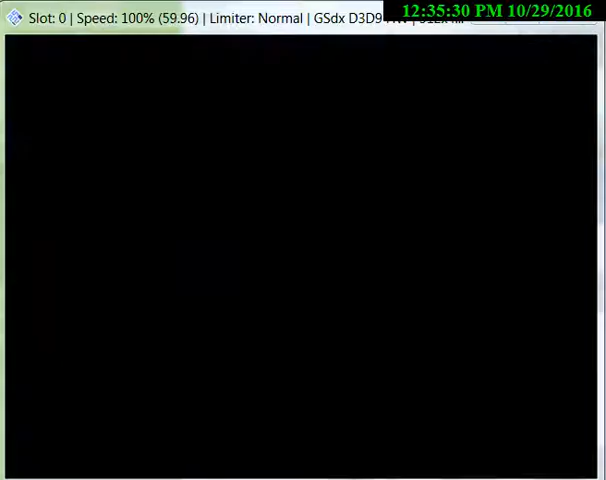 Slot: 0 | Speed: 100% (59.96) | Limiter: Normal | GSdx D3D9
12:35:30 PM 10/29/2016